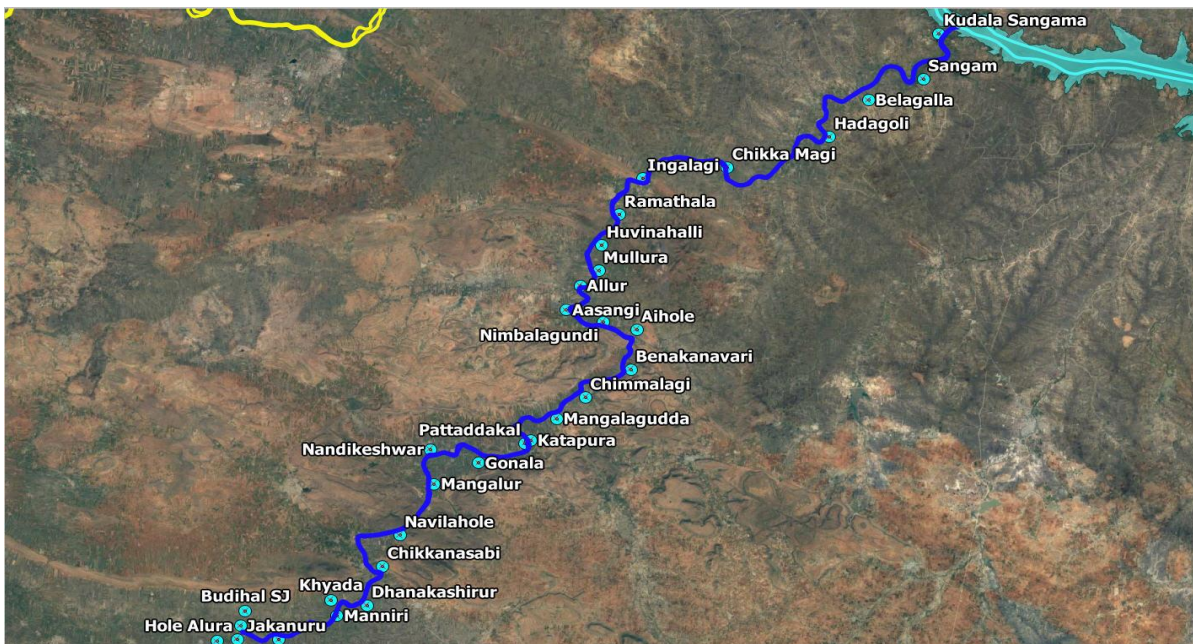 Kudala Sangama
Sangam
Belagalla
Hadagoli
Chikka Magi
Ingalagi
Ramathala
Huvinahalli
Mullura
Allur
Aasangi
Aihole
Nimbalagundi
Benakanavari
Chimmalagi
Mangalagudda
Pattaddakal
Katapura
Nandikeshwar
Gonala
Mangalur
Navilahole
Chikkanasabi
Khyada
Dhanakashirur
Budihal SJ
Manniri
Hole Alura
Jakanuru